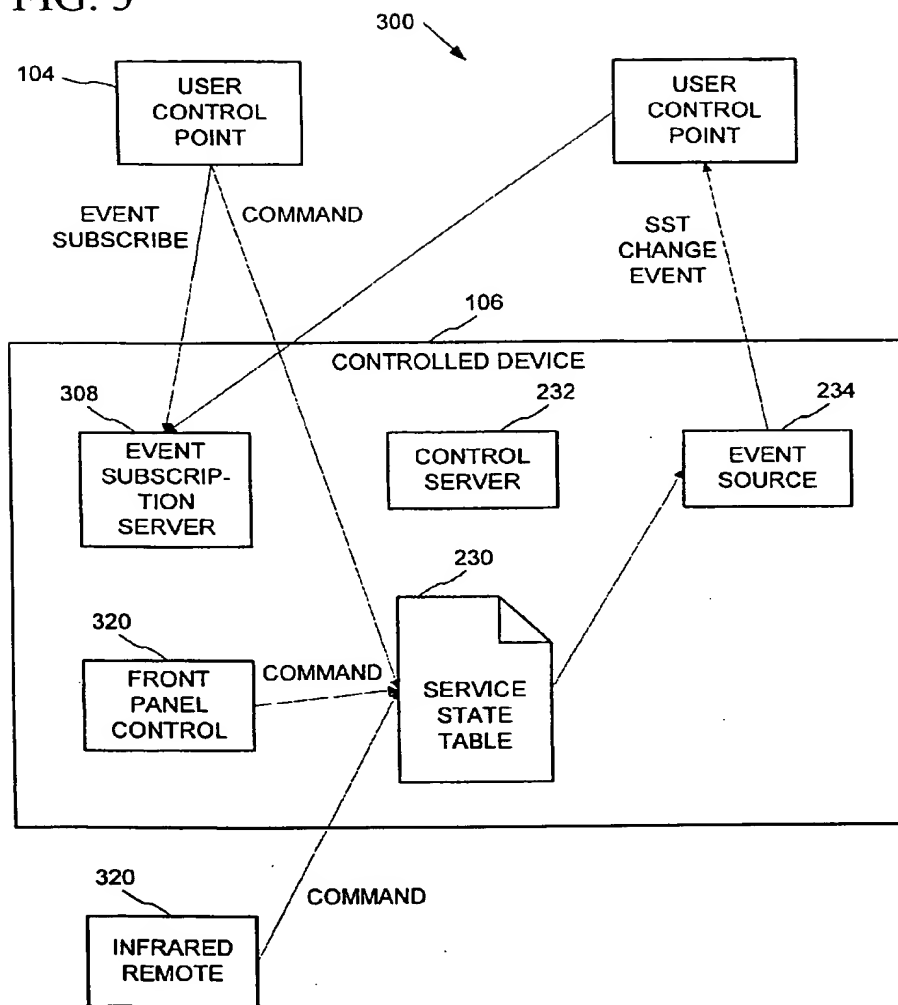 FIG. 3
300
104
USER
CONTROL
POINT
USER
CONTROL
POINT
EVENT
SUBSCRIBE
COMMAND
SST
CHANGE
EVENT
106
CONTROLLED DEVICE
308
EVENT
SUBSCRIP-
TION
SERVER
232
CONTROL
SERVER
234
EVENT
SOURCE
230
SERVICE
STATE
TABLE
320
FRONT
PANEL
CONTROL
COMMAND
320
INFRARED
REMOTE
COMMAND